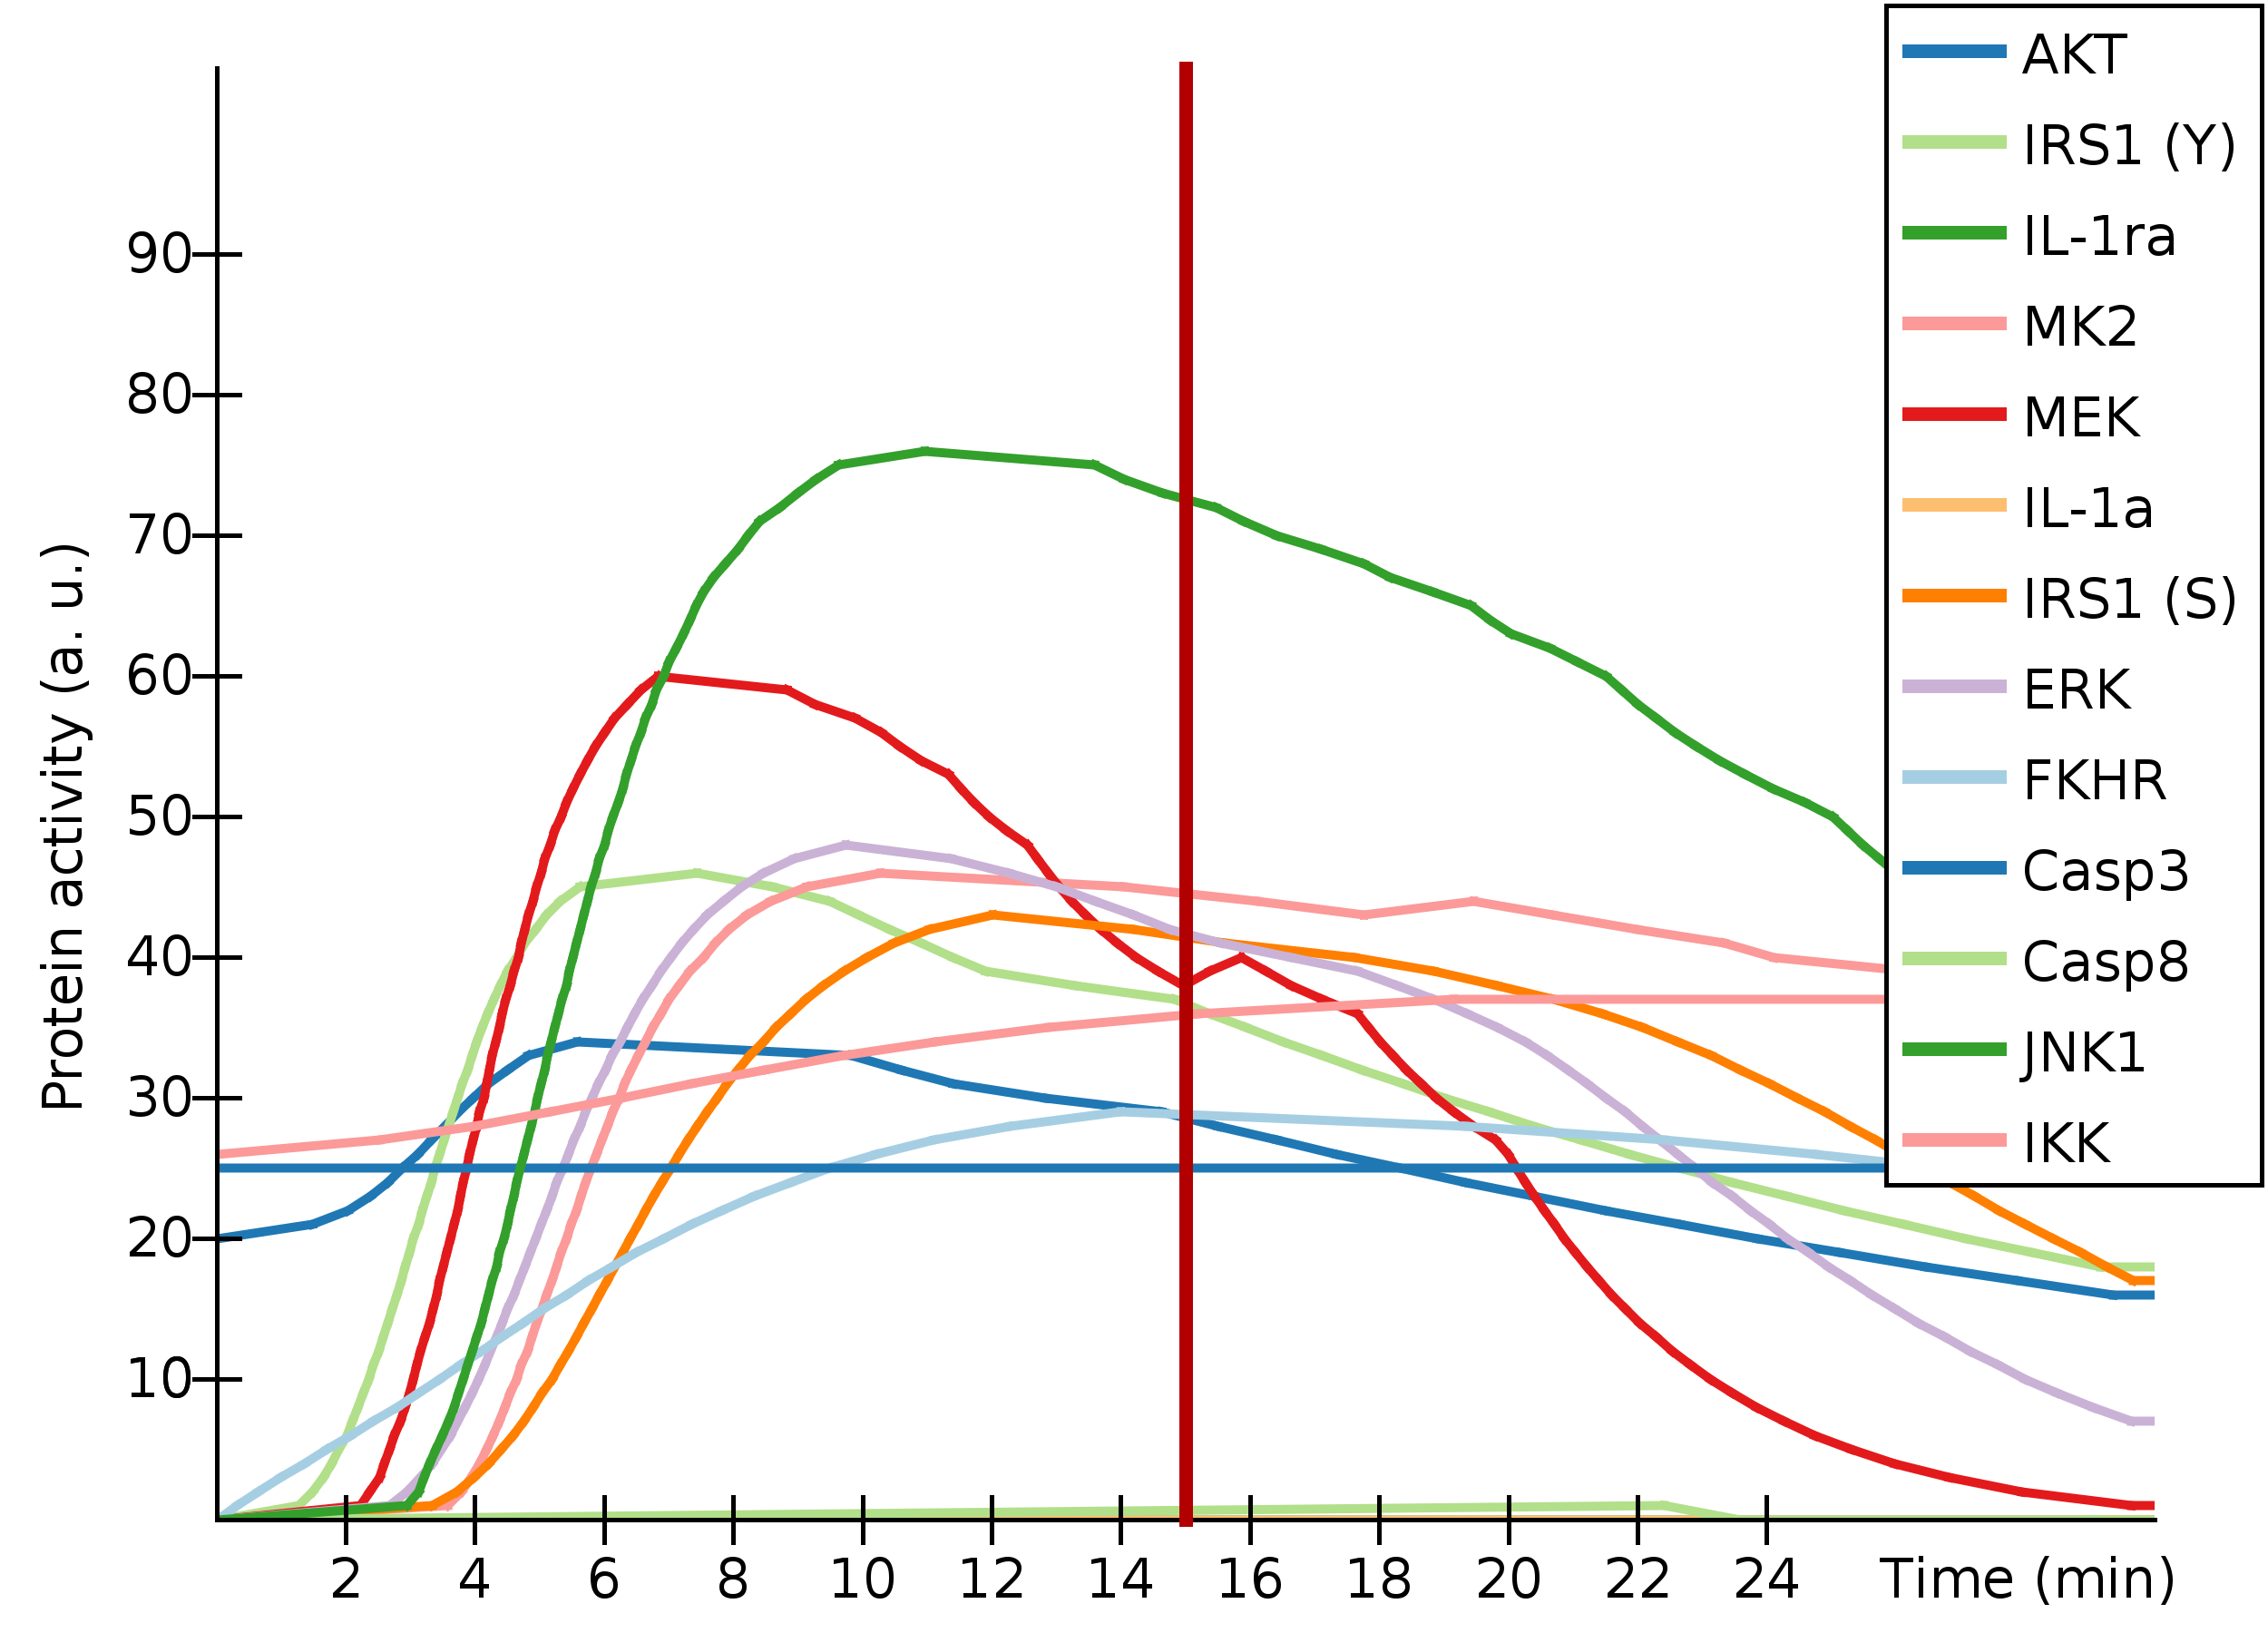 AKT
IRS1 (Y)
IL-1ra
MK2
MEK
IL-1a
IRS1 (S)
ERK
FKHR
Casp3
Casp8
JNK1
IKK
Protein activity (a. u.)
90
80
70
60
50
40
30
20
10
2 4 6 8 10 12 14 16 18 20 22 24 Time (min)